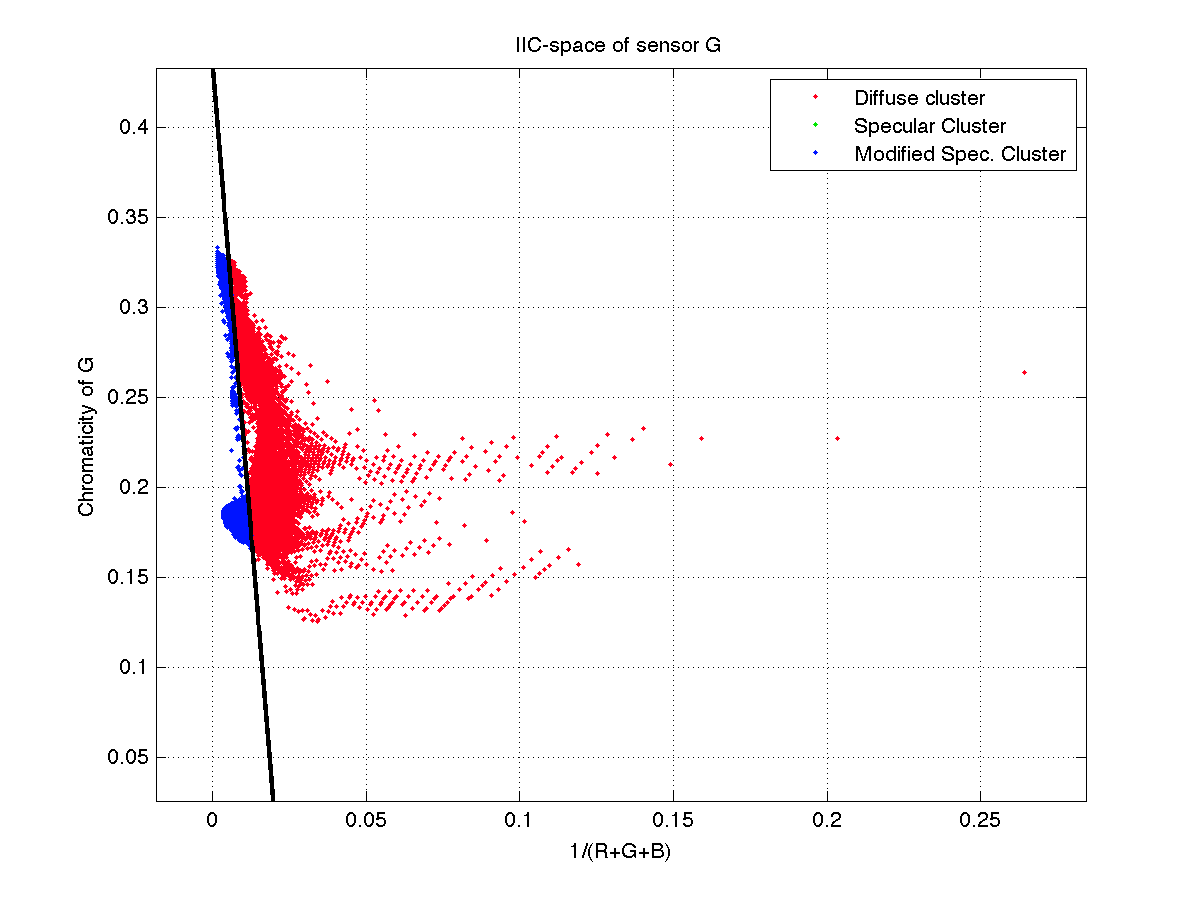 IIC-space of sensor G
Diffuse cluster
Specular Cluster
Modified Spec. Cluster
0.4
0.35
0.3
0.25
0.2
0.15
0.1
0.05
Chromaticity of G
0
0.05
0.1
0.15
0.2
0.25
1/(R+G+B)